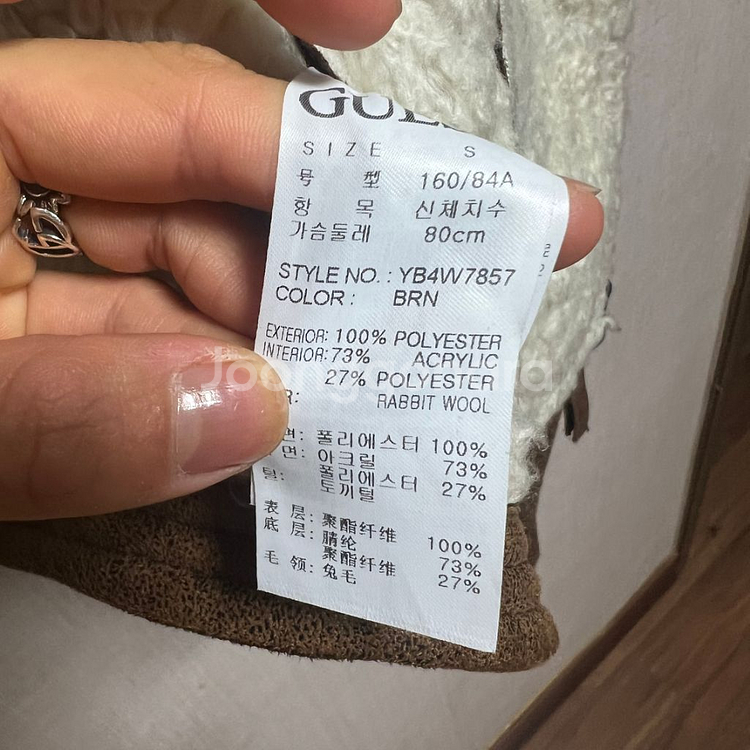 SIZE S
号 型 160/84A
항 목 신체치수
가슴둘레 80cm
STYLE NO. : YB4W7857
COLOR : BRN
EXTERIOR: 100% POLYESTER
INTERIOR: 73% ACRYLIC
27% POLYESTER
RABBIT WOOL
폴리에스터 100%
아크릴 73%
폴리에스터 27%
토끼털
表 层: 聚酯纤维 100%
底 层: 腈纶 73%
聚酯纤维 27%
毛 领: 兔毛